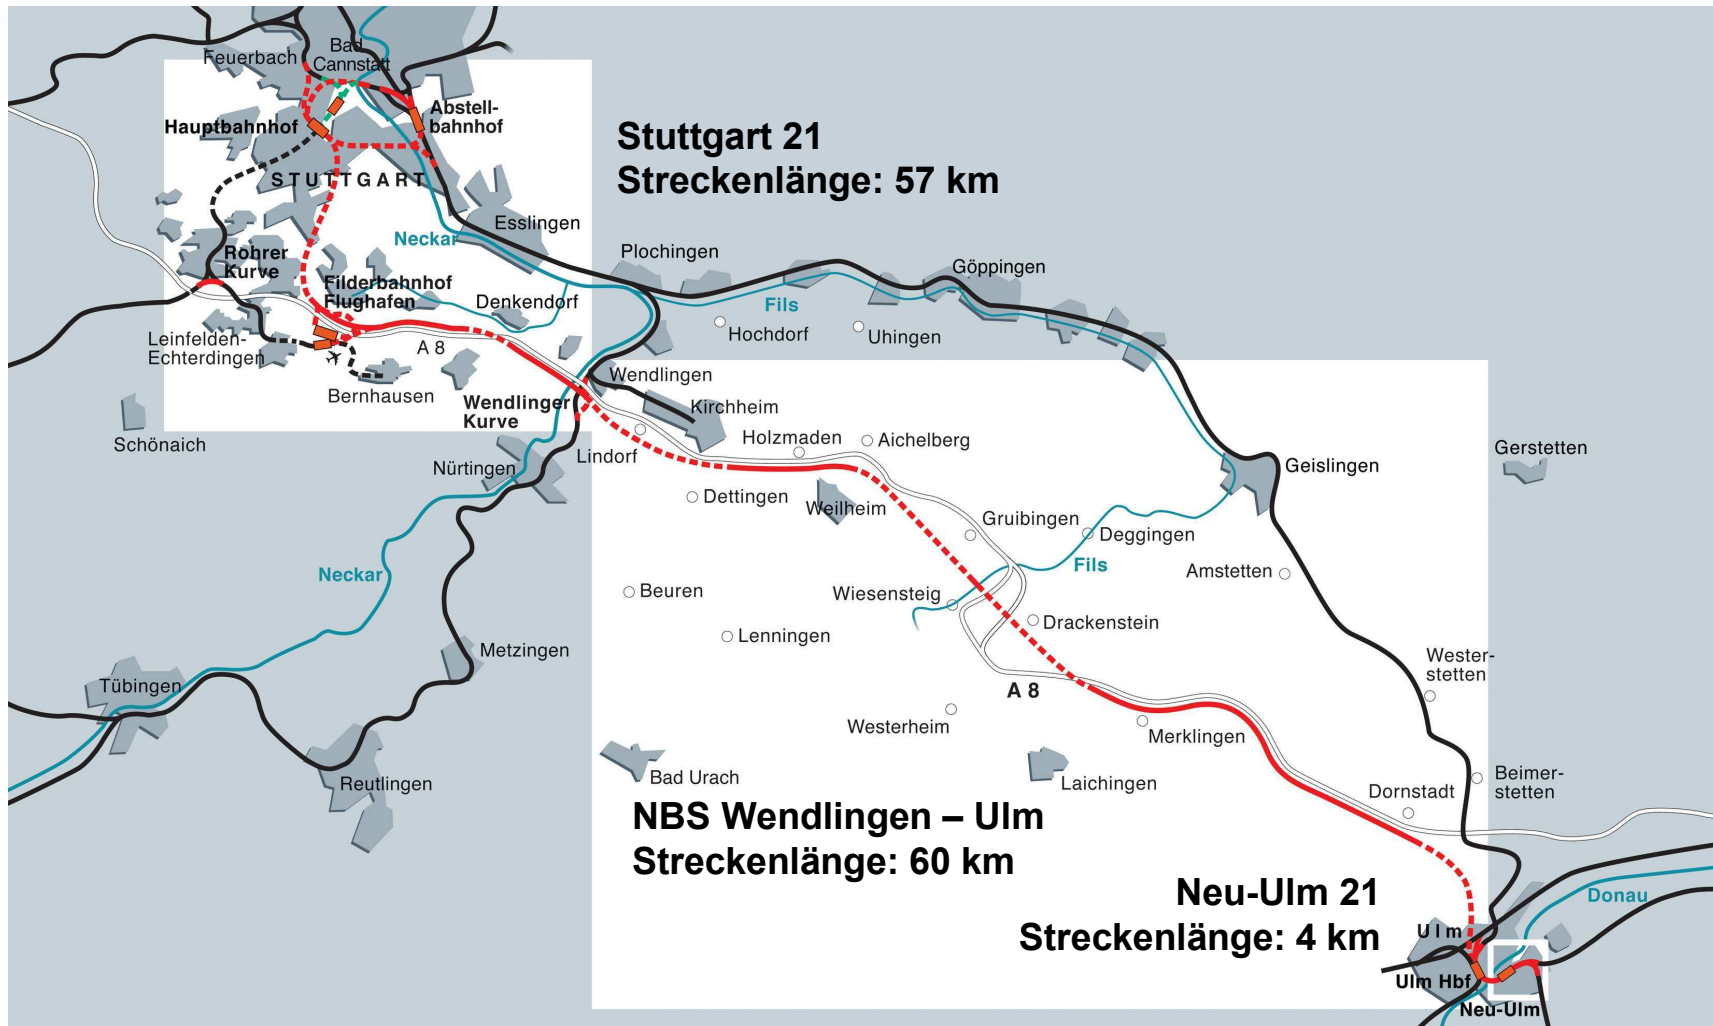 Feuerbach
Bad
Cannstatt
Hauptbahnhof
Abstell-
bahnhof
Stuttgart 21
Streckenlänge: 57 km
STUTTGART
Esslingen
Neckar
Plochingen
Göppingen
Rohrer
Kurve
Filderbahnhof
Flughafen
Denkendorf
Fils
Hochdorf
Uhingen
Leinfelden-
Echterdingen
A 8
Bernhausen
Wendlingen
Wendlinger
Kurve
Kirchheim
Schönaich
Nürtingen
Lindorf
Holzmaden
Aichelberg
Geislingen
Gerstetten
Dettingen
Weilheim
Gruibingen
Deggingen
Neckar
Beuren
Wiesensteig
Fils
Amstetten
Lenningen
Drackenstein
Metzingen
Tübingen
Wester-
stetten
A 8
Westerheim
Merklingen
Reutlingen
Bad Urach
Laichingen
Dornstadt
Beimer-
stetten
NBS Wendlingen – Ulm
Streckenlänge: 60 km
Neu-Ulm 21
Streckenlänge: 4 km
Donau
Ulm
Ulm Hbf
Neu-Ulm